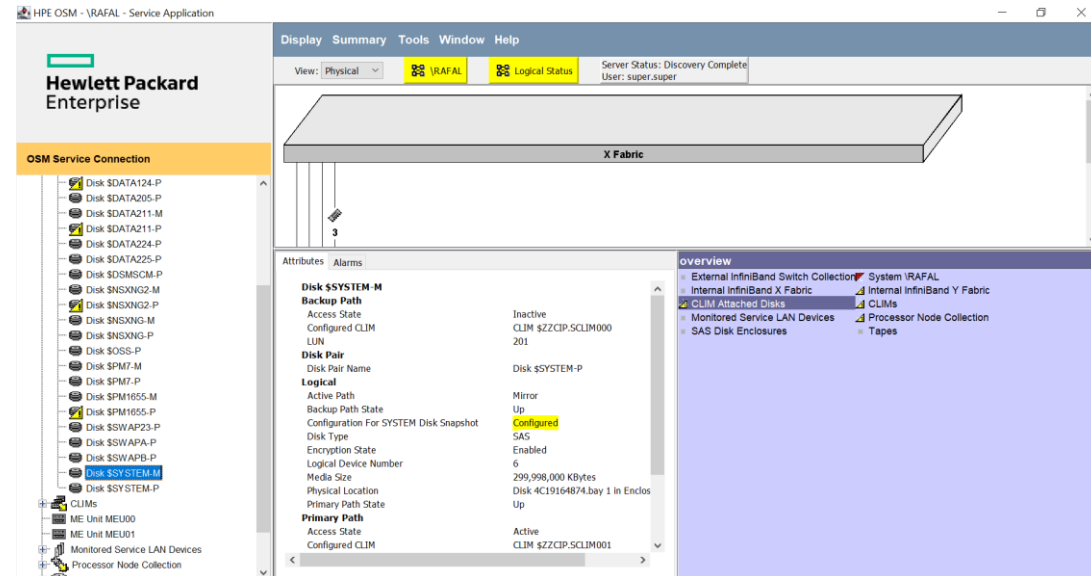 HPE OSM - \RAFAL - Service Application
Hewlett Packard
Enterprise
OSM Service Connection
Disk $DATA124-P
Disk $DATA205-P
Disk $DATA211-M
Disk $DATA211-P
Disk $DATA224-P
Disk $DATA225-P
Disk $DSMSCM-P
Disk $NSXNG2-M
Disk $NSXNG2-P
Disk $NSXNG-M
Disk $NSXNG-P
Disk $OSS-P
Disk $PM7-M
Disk $PM7-P
Disk $PM1655-M
Disk $PM1655-P
Disk $SWAP23-P
Disk $SWAPA-P
Disk $SWAPB-P
Disk $SYSTEM-M
Disk $SYSTEM-P
CLIMs
ME Unit MEU00
ME Unit MEU01
Monitored Service LAN Devices
Processor Node Collection
Display Summary Tools Window Help
View: Physical \RAFAL Logical Status Server Status: Discovery Complete
User: super.super
X Fabric
3
Attributes Alarms
Disk $SYSTEM-M
Backup Path
Access State Inactive
Configured CLIM CLIM $ZZCIP.SCLIM000
LUN 201
Disk Pair
Disk Pair Name Disk $SYSTEM-P
Logical
Active Path Mirror
Backup Path State Up
Configuration For SYSTEM Disk Snapshot Configured
Disk Type SAS
Encryption State Enabled
Logical Device Number 6
Media Size 299,998,000 KBytes
Physical Location Disk 4C19164874.bay 1 in Enclos
Primary Path State Up
Primary Path
Access State Active
Configured CLIM CLIM $ZZCIP.SCLIM001
overview
External InfiniBand Switch Collection System \RAFAL
Internal InfiniBand X Fabric Internal InfiniBand Y Fabric
CLIM Attached Disks CLIMs
Monitored Service LAN Devices Processor Node Collection
SAS Disk Enclosures Tapes